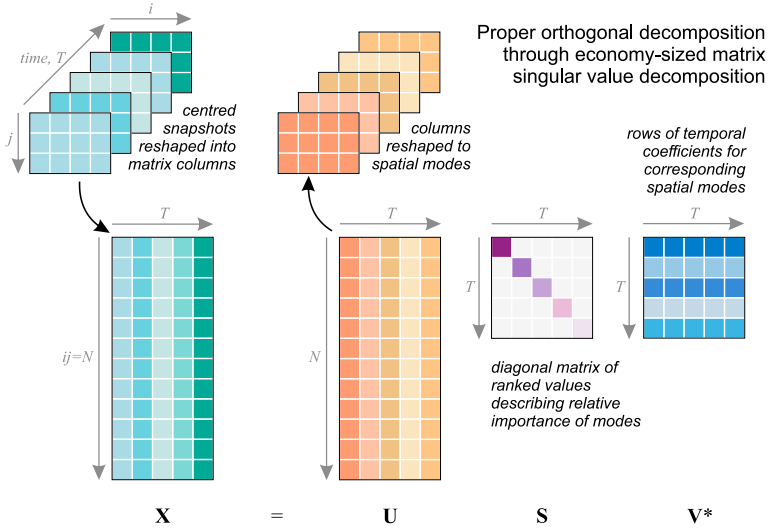 i
Proper orthogonal decomposition
through economy-sized matrix
singular value decomposition
time, T
j
centred
snapshots
reshaped into
matrix columns
columns
reshaped to
spatial modes
rows of temporal
coefficients for
corresponding
spatial modes
T
T
T
T
ij=N
N
T
T
diagonal matrix of
ranked values
describing relative
importance of modes
X = U S V*